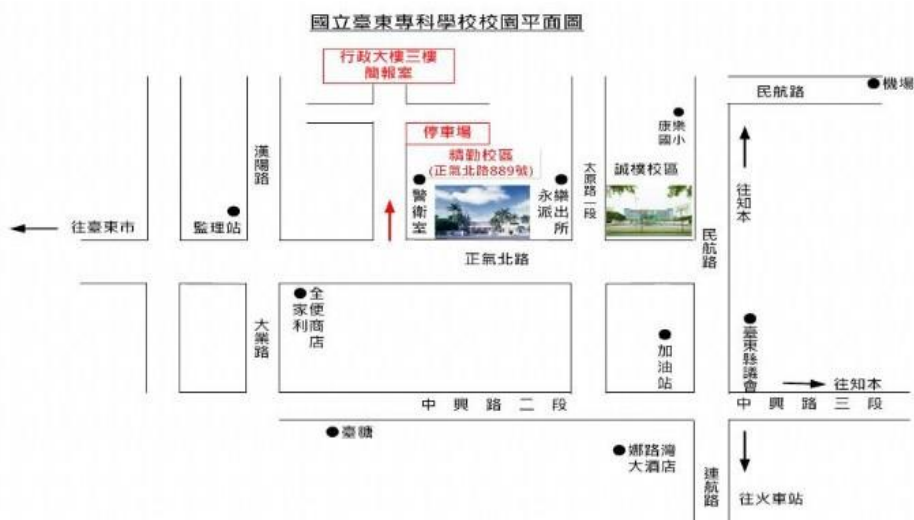 國立臺東專科學校校園平面圖
行政大樓三樓
簡報室
民航路
機場
停車場
精勤校區
(正氣北路889號)
康樂
國小
漢陽路
太原路二段
誠樸校區
往知本
警衛室
永樂
派出所
往臺東市
監理站
正氣北路
民航路
全家
便利
商店
大業路
加油站
臺東縣議會
往知本
中興路二段
中興路三段
臺糖
娜路灣
大酒店
連航路
往火車站